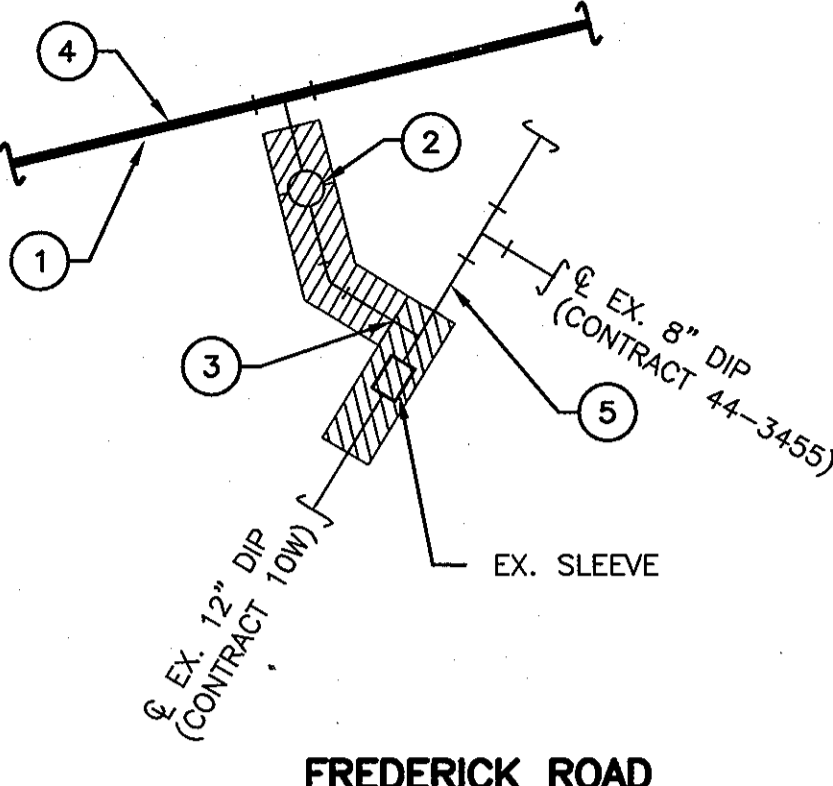 4
2
1
℄ EX. 8" DIP
(CONTRACT 44-3455)
3
5
EX. SLEEVE
℄ EX. 12" DIP
(CONTRACT 10W)
FREDERICK ROAD